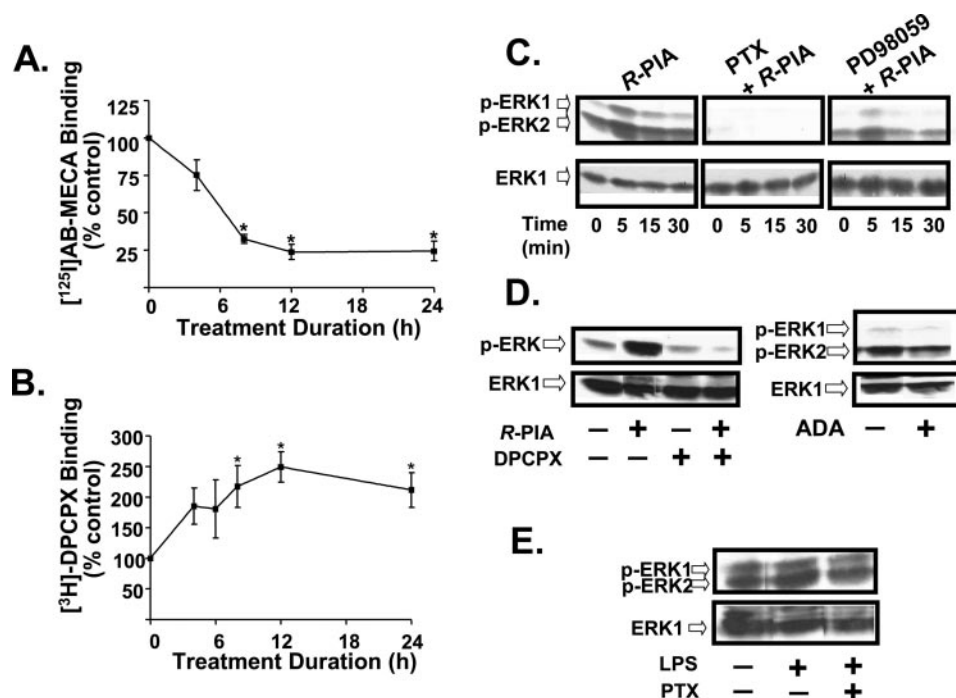 A.
[125I]AB-MECA Binding
(% control)
125
100
75
50
25
* * *
0 6 12 18 24
Treatment Duration (h)
B.
[3H]-DPCPX Binding
(% control)
300
250
200
150
100
50
* * *
0 6 12 18 24
Treatment Duration (h)
C.
R-PIA
PTX
+ R-PIA
PD98059
+ R-PIA
p-ERK1
p-ERK2
ERK1
Time
(min)
0 5 15 30 0 5 15 30 0 5 15 30
D.
p-ERK
ERK1
R-PIA − + − +
DPCPX − − + +
p-ERK1
p-ERK2
ERK1
ADA − +
E.
p-ERK1
p-ERK2
ERK1
LPS − + +
PTX − − +